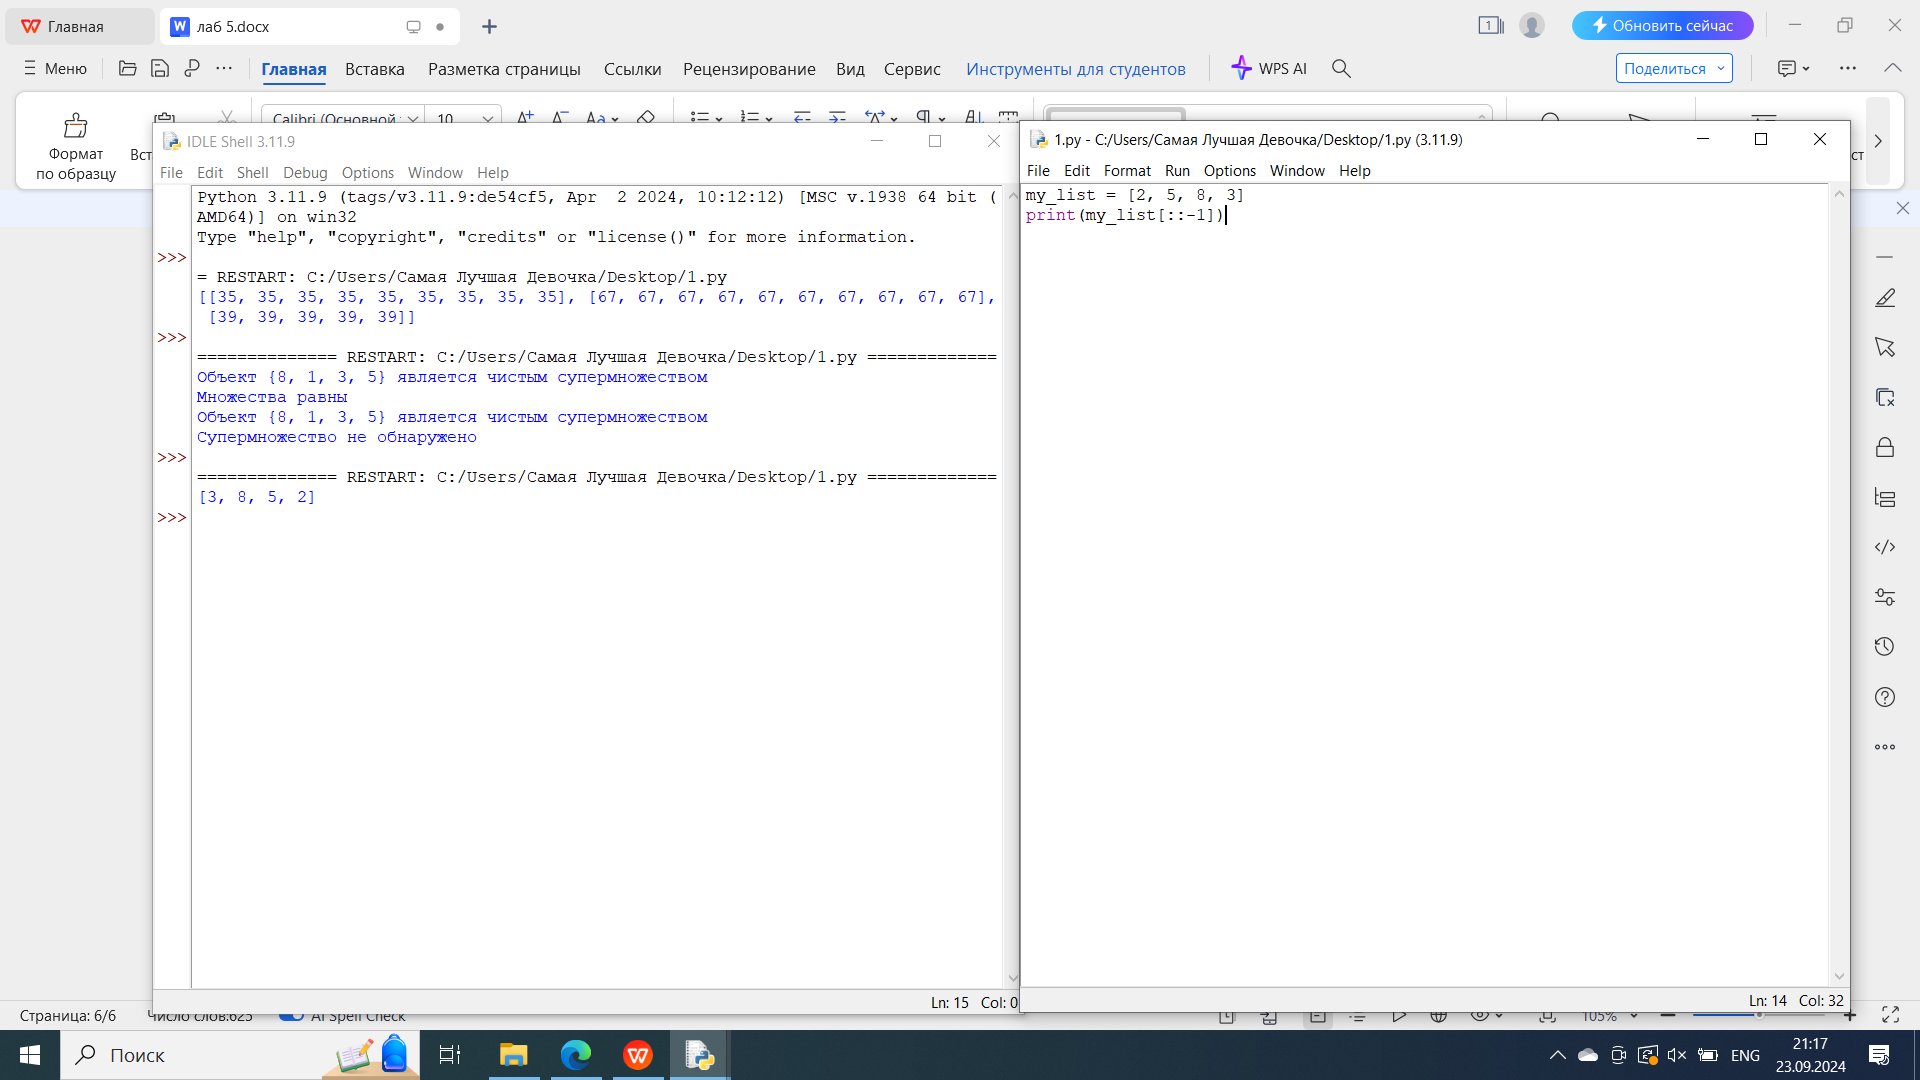 Главная
лаб 5.docx
1
Обновить сейчас
Меню
Главная Вставка Разметка страницы Ссылки Рецензирование Вид Сервис Инструменты для студентов WPS AI
Поделиться
Формат
по образцу
IDLE Shell 3.11.9
File Edit Shell Debug Options Window Help
Python 3.11.9 (tags/v3.11.9:de54cf5, Apr  2 2024, 10:12:12) [MSC v.1938 64 bit (
AMD64)] on win32
Type "help", "copyright", "credits" or "license()" for more information.
>>>
= RESTART: C:/Users/Самая Лучшая Девочка/Desktop/1.py
[[35, 35, 35, 35, 35, 35, 35, 35, 35], [67, 67, 67, 67, 67, 67, 67, 67, 67, 67],
[39, 39, 39, 39, 39]]
>>>
============== RESTART: C:/Users/Самая Лучшая Девочка/Desktop/1.py =============
Объект {8, 1, 3, 5} является чистым супермножеством
Множества равны
Объект {8, 1, 3, 5} является чистым супермножеством
Супермножество не обнаружено
>>>
============== RESTART: C:/Users/Самая Лучшая Девочка/Desktop/1.py =============
[3, 8, 5, 2]
>>>
Ln: 15 Col: 0
1.py - C:/Users/Самая Лучшая Девочка/Desktop/1.py (3.11.9)
File Edit Format Run Options Window Help
my_list = [2, 5, 8, 3]
print(my_list[::-1])
Ln: 14 Col: 32
Страница: 6/6 Число слов:625 AI Spell Check
105%
Поиск
ENG
21:17
23.09.2024